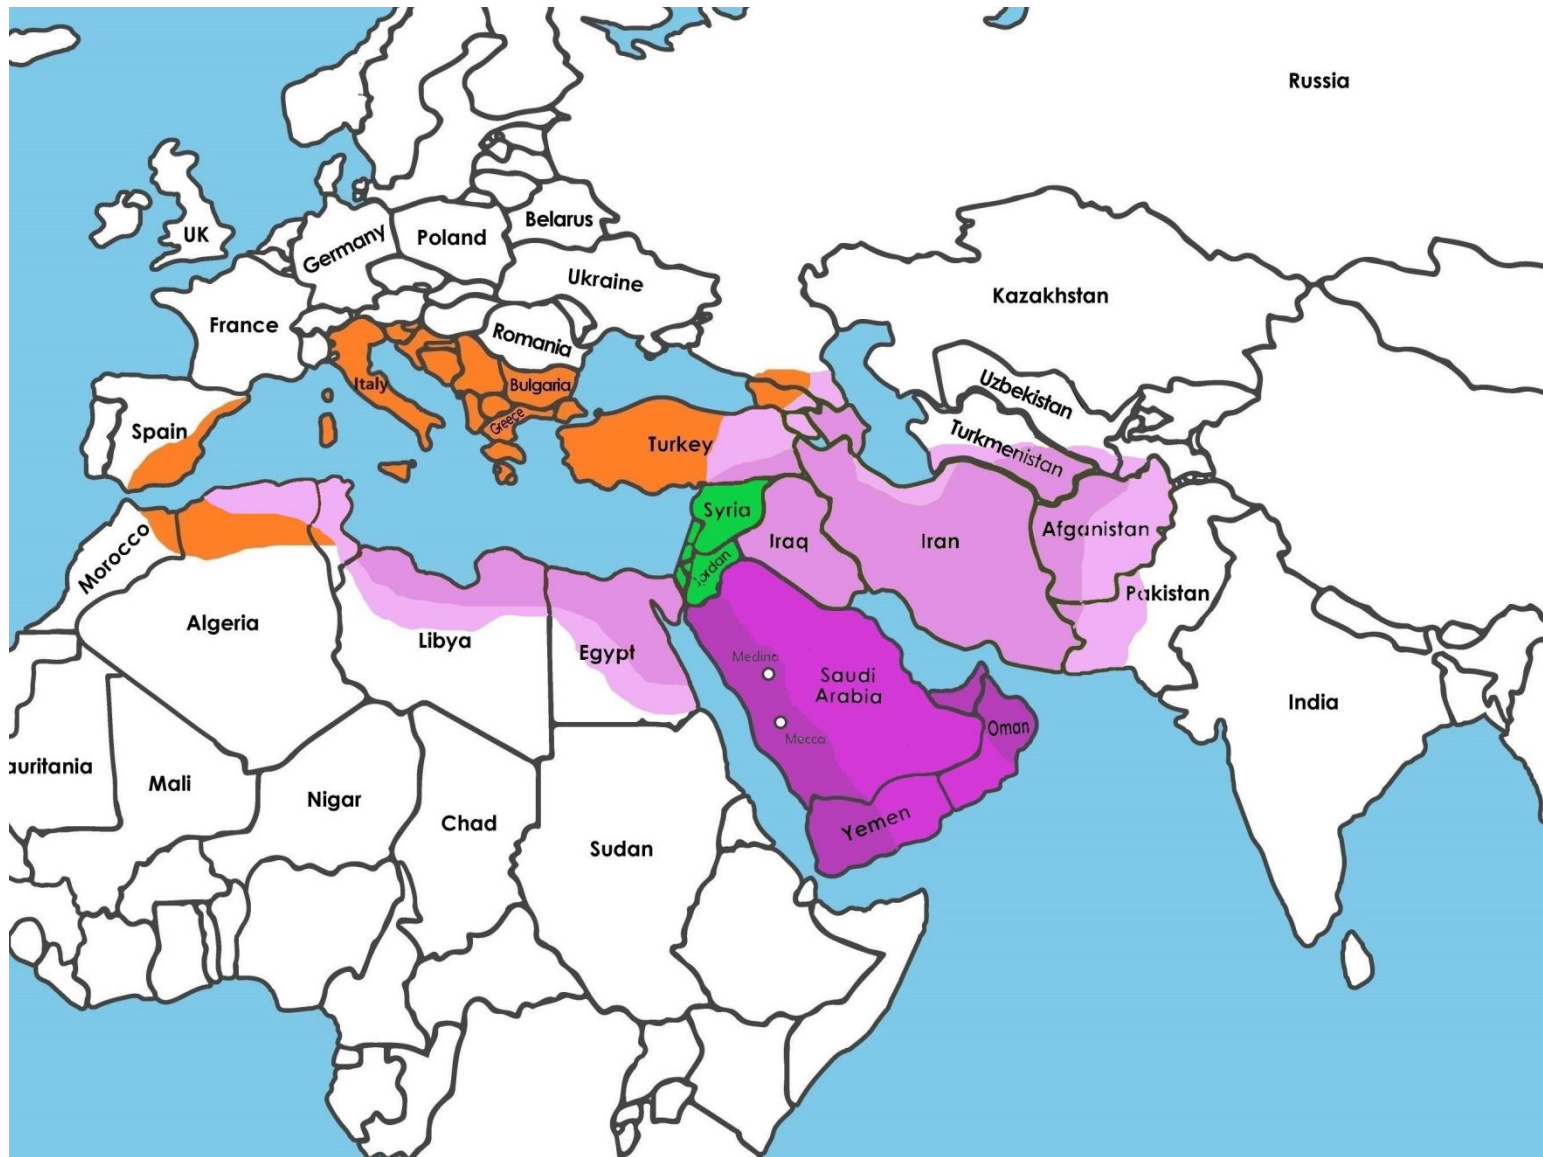 Russia
UK
Germany
Poland
Belarus
Ukraine
France
Kazakhstan
Romania
Italy
Bulgaria
Uzbekistan
Spain
Greece
Turkey
Turkmenistan
Syria
Morocco
Iraq
Iran
Afganistan
Jordan
Pakistan
Algeria
Libya
Egypt
Medina
Saudi
Arabia
India
Mecca
Oman
auritania
Mali
Nigar
Chad
Yemen
Sudan